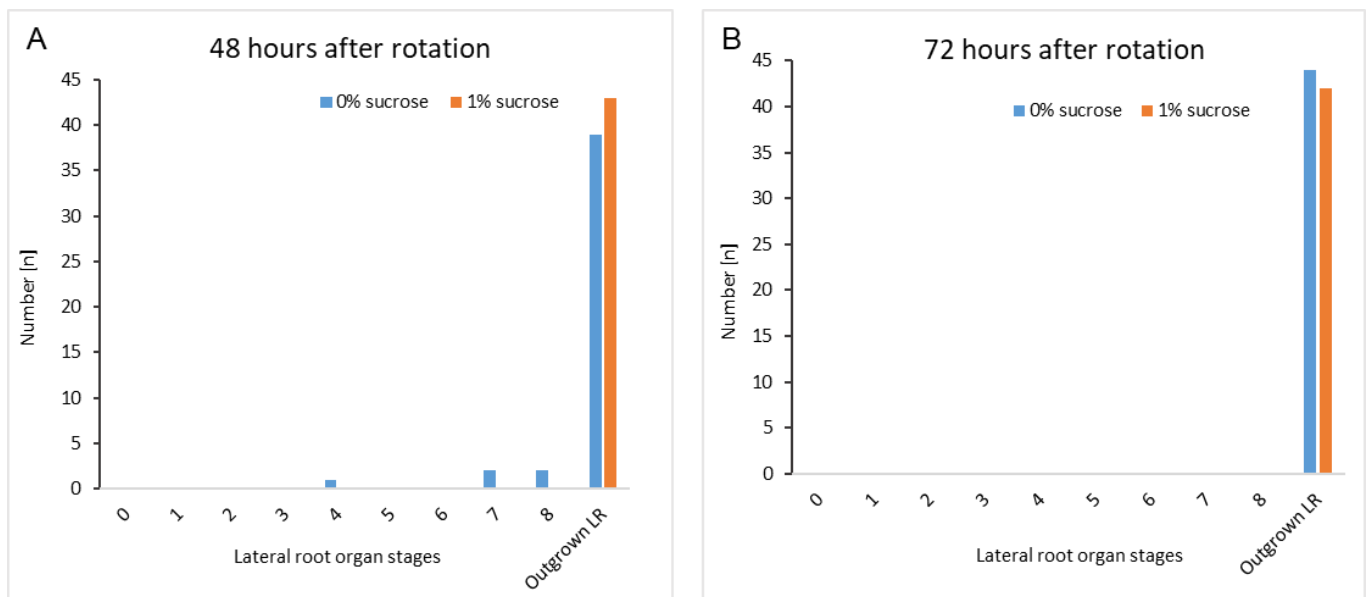 A
48 hours after rotation
0% sucrose 1% sucrose
45
40
35
30
25
20
15
10
5
0
Number [n]
0 1 2 3 4 5 6 7 8 Outgrown LR
Lateral root organ stages
B
72 hours after rotation
0% sucrose 1% sucrose
45
40
35
30
25
20
15
10
5
0
Number [n]
0 1 2 3 4 5 6 7 8 Outgrown LR
Lateral root organ stages